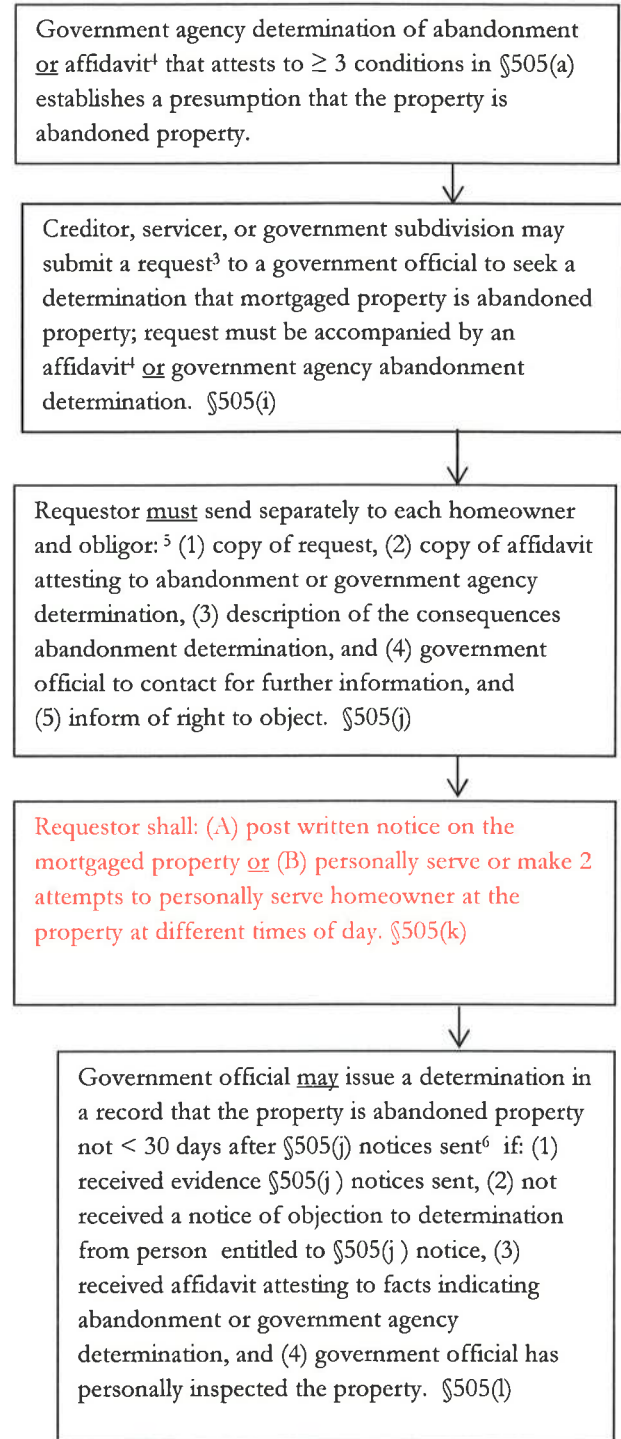 Government agency determination of abandonment
or affidavit⁴ that attests to ≥ 3 conditions in §505(a)
establishes a presumption that the property is
abandoned property.
Creditor, servicer, or government subdivision may
submit a request³ to a government official to seek a
determination that mortgaged property is abandoned
property; request must be accompanied by an
affidavit⁴ or government agency abandonment
determination. §505(i)
Requestor must send separately to each homeowner
and obligor: ⁵ (1) copy of request, (2) copy of affidavit
attesting to abandonment or government agency
determination, (3) description of the consequences
abandonment determination, and (4) government
official to contact for further information, and
(5) inform of right to object. §505(j)
Requestor shall: (A) post written notice on the
mortgaged property or (B) personally serve or make 2
attempts to personally serve homeowner at the
property at different times of day. §505(k)
Government official may issue a determination in
a record that the property is abandoned property
not < 30 days after §505(j) notices sent⁶ if: (1)
received evidence §505(j ) notices sent, (2) not
received a notice of objection to determination
from person entitled to §505(j ) notice, (3)
received affidavit attesting to facts indicating
abandonment or government agency
determination, and (4) government official has
personally inspected the property. §505(l)